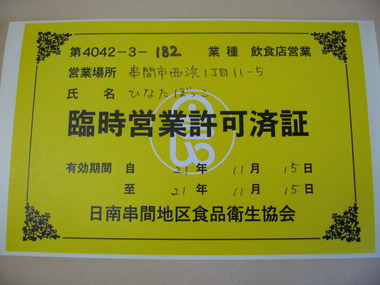 第4042-3-182 業種 飲食店営業
営業場所 串間市西浜1丁目11-5
氏名 ひなたぼっこ
臨時営業許可済証
有効期間 自 21年 11月 15日
至 21年 11月 15日
日南串間地区食品衛生協会